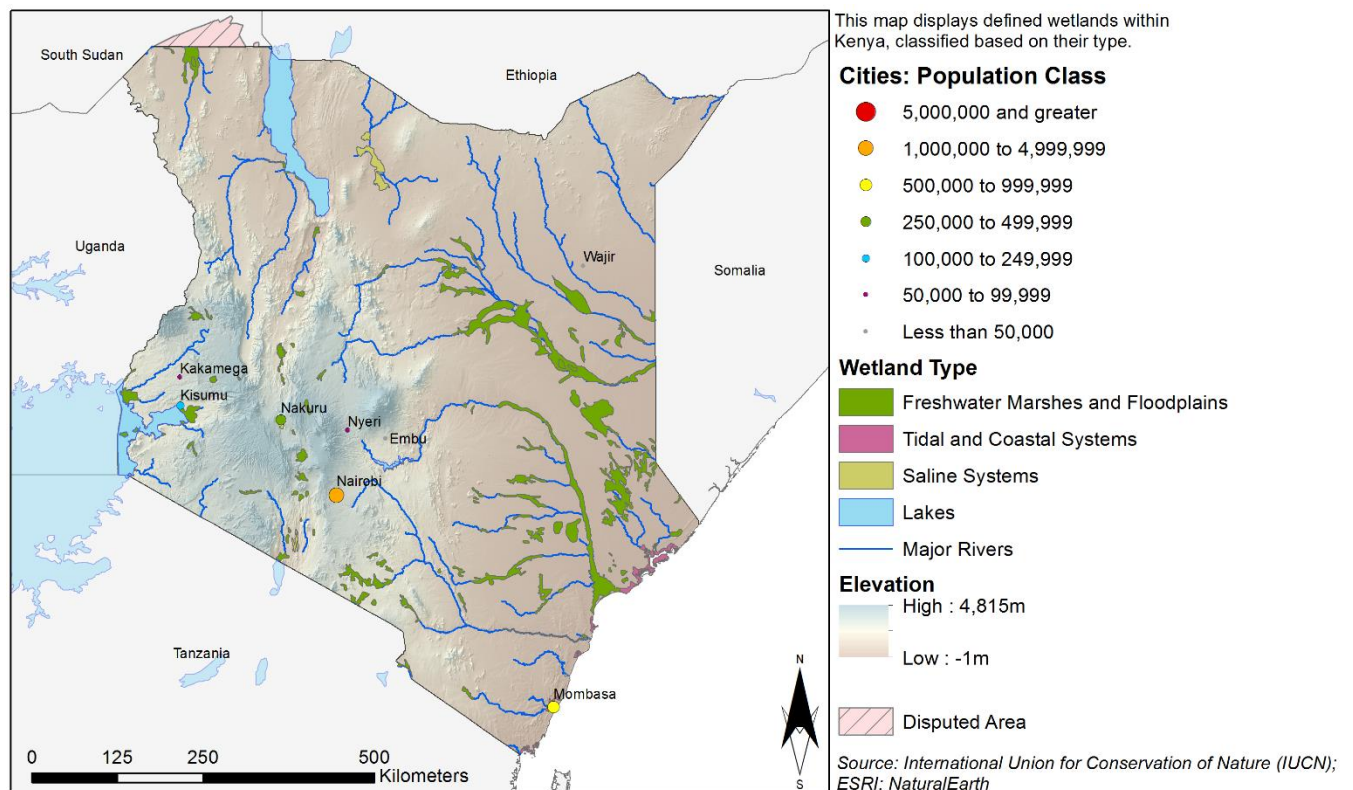 South Sudan
Ethiopia
Uganda
Somalia
Wajir
Kakamega
Kisumu
Nakuru
Nyeri
Embu
Nairobi
Tanzania
Mombasa
N
S
0 125 250 500
Kilometers
This map displays defined wetlands within
Kenya, classified based on their type.
Cities: Population Class
5,000,000 and greater
1,000,000 to 4,999,999
500,000 to 999,999
250,000 to 499,999
100,000 to 249,999
50,000 to 99,999
Less than 50,000
Wetland Type
Freshwater Marshes and Floodplains
Tidal and Coastal Systems
Saline Systems
Lakes
Major Rivers
Elevation
High : 4,815m
Low : -1m
Disputed Area
Source: International Union for Conservation of Nature (IUCN);
ESRI; NaturalEarth